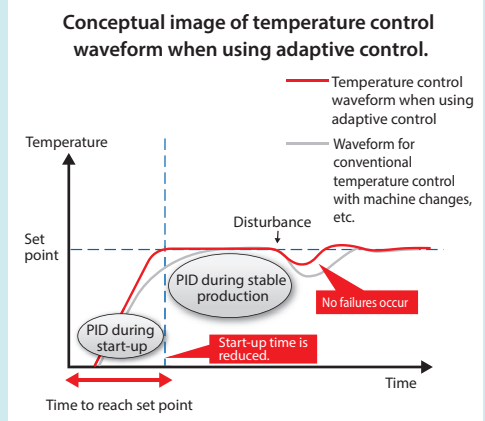 Conceptual image of temperature control
waveform when using adaptive control.
Temperature control
waveform when using
adaptive control
Waveform for
conventional
temperature control
with machine changes,
etc.
Temperature
Disturbance
Set
point
PID during stable
production
No failures occur
PID during
start-up
Start-up time is
reduced.
Time
Time to reach set point